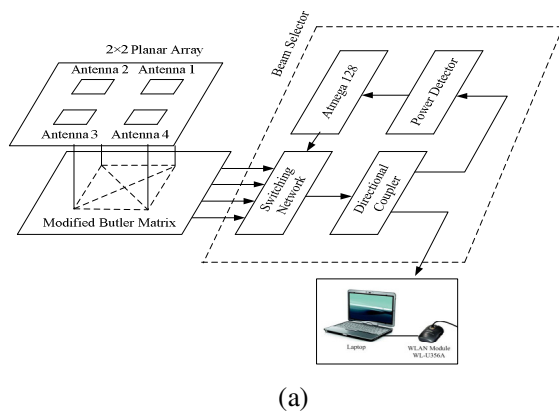 2×2 Planar Array
Antenna 2
Antenna 1
Antenna 3
Antenna 4
Modified Butler Matrix
Beam Selector
Atmega 128
Power Detector
Switching
Network
Directional
Coupler
Laptop
WLAN Module
WL-U356A
(a)